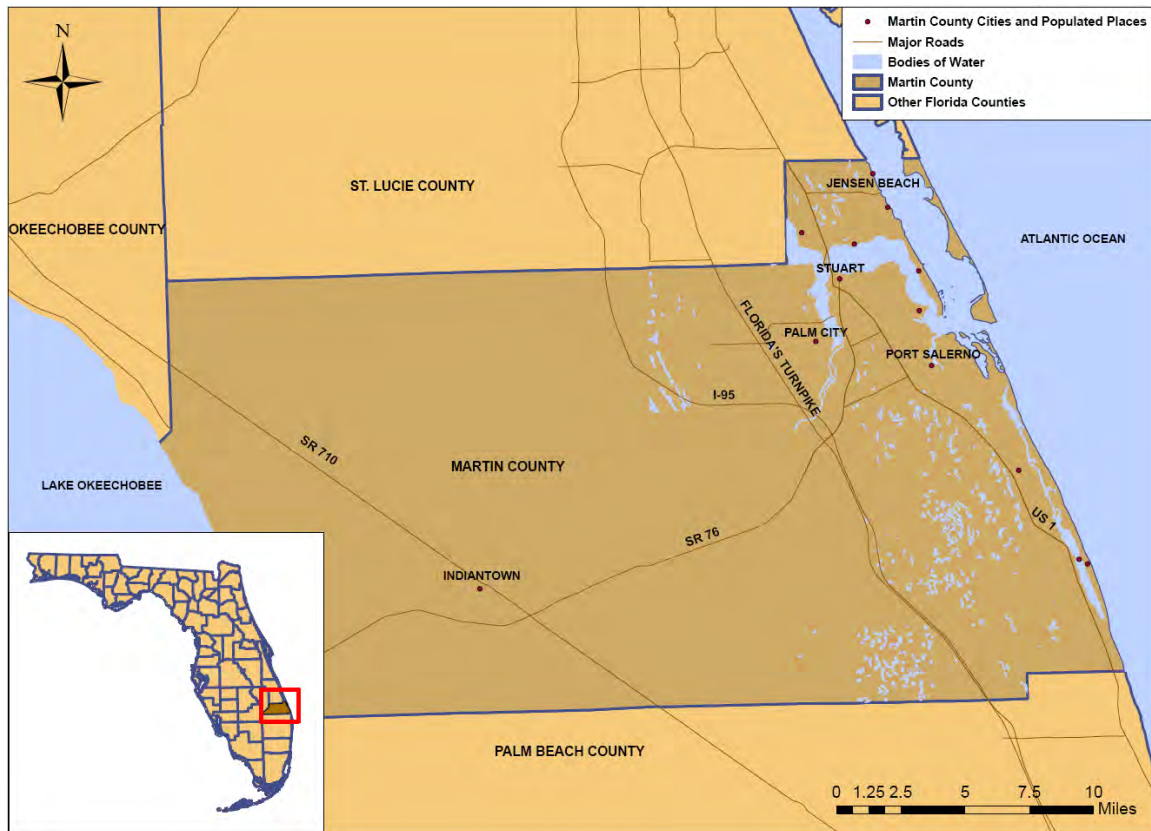 N
Martin County Cities and Populated Places
Major Roads
Bodies of Water
Martin County
Other Florida Counties
ST. LUCIE COUNTY
JENSEN BEACH
OKEECHOBEE COUNTY
ATLANTIC OCEAN
STUART
FLORIDA'S TURNPIKE
PALM CITY
PORT SALERNO
I-95
SR 710
MARTIN COUNTY
LAKE OKEECHOBEE
US 1
SR 76
INDIANTOWN
PALM BEACH COUNTY
0 1.25 2.5 5 7.5 10
Miles